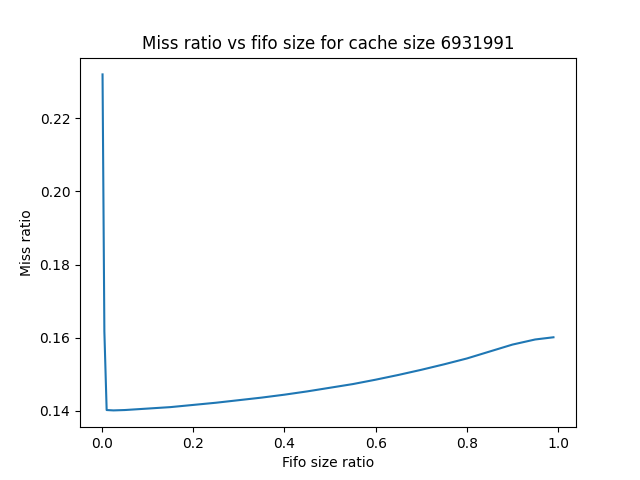 Miss ratio vs fifo size for cache size 6931991
Miss ratio
0.22
0.20
0.18
0.16
0.14
0.0 0.2 0.4 0.6 0.8 1.0
Fifo size ratio